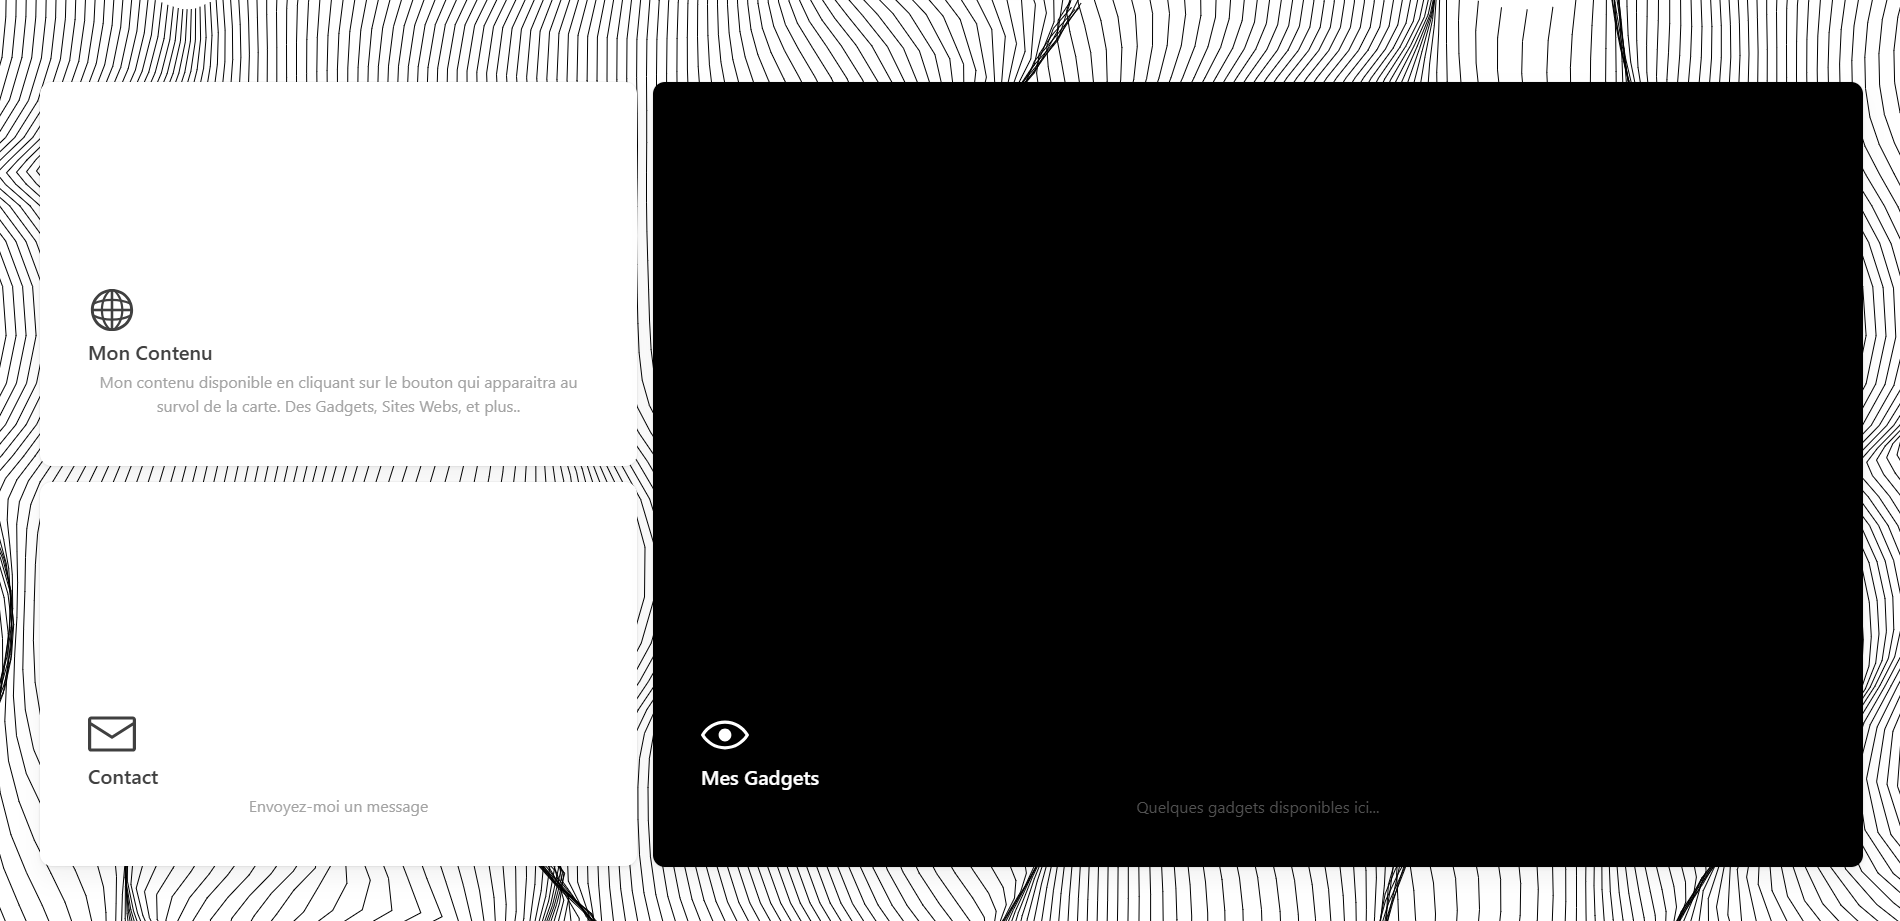 Mon Contenu
Mon contenu disponible en cliquant sur le bouton qui apparaitra au
survol de la carte. Des Gadgets, Sites Webs, et plus..
Contact
Envoyez-moi un message
Mes Gadgets
Quelques gadgets disponibles ici...